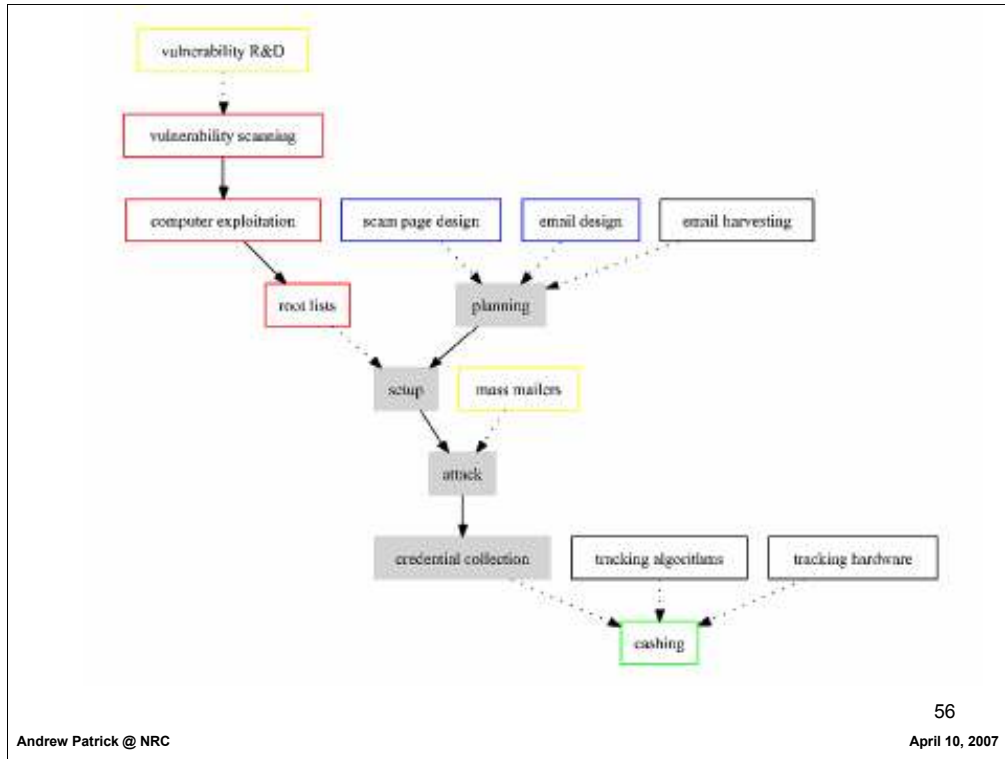 vulnerability R&D
vulnerability scanning
computer exploitation
scam page design
email design
email harvesting
root lists
planning
setup
mass mailers
attack
credential collection
tracking algorithms
tracking hardware
cashing
56
Andrew Patrick @ NRC
April 10, 2007